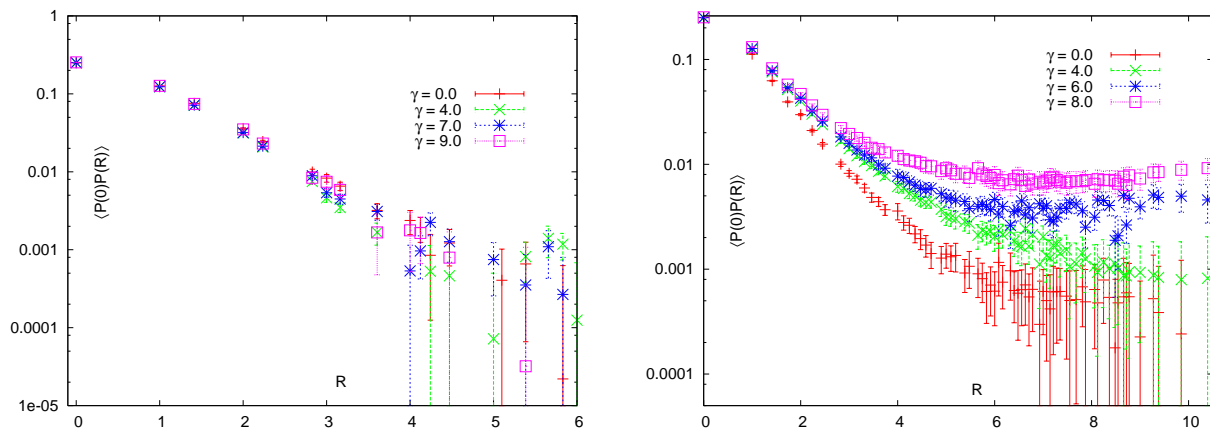 1
0.1
0.01
0.001
0.0001
1e-05
⟨P(0)P(R)⟩
0 1 2 3 4 5 6
R
γ = 0.0
γ = 4.0
γ = 7.0
γ = 9.0
0.1
0.01
0.001
0.0001
⟨P(0)P(R)⟩
0 2 4 6 8 10
R
γ = 0.0
γ = 4.0
γ = 6.0
γ = 8.0